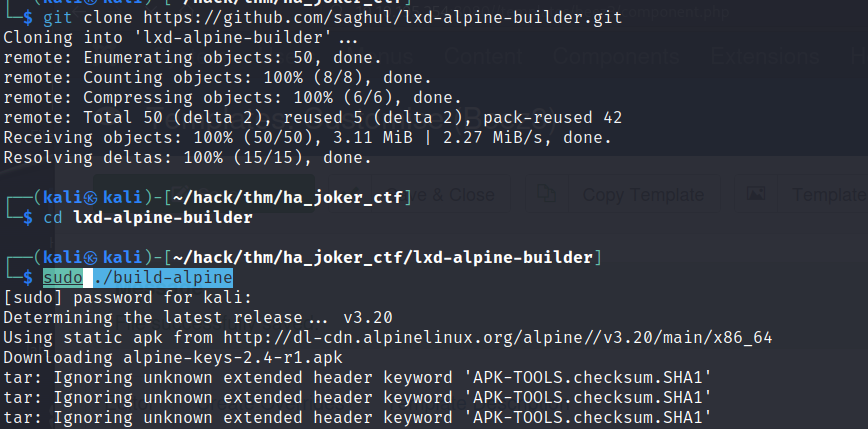 └─$ git clone https://github.com/saghul/lxd-alpine-builder.git
Cloning into 'lxd-alpine-builder'...
remote: Enumerating objects: 50, done.
remote: Counting objects: 100% (8/8), done.
remote: Compressing objects: 100% (6/6), done.
remote: Total 50 (delta 2), reused 5 (delta 2), pack-reused 42
Receiving objects: 100% (50/50), 3.11 MiB | 2.27 MiB/s, done.
Resolving deltas: 100% (15/15), done.
┌──(kali㉿kali)-[~/hack/thm/ha_joker_ctf]
└─$ cd lxd-alpine-builder
┌──(kali㉿kali)-[~/hack/thm/ha_joker_ctf/lxd-alpine-builder]
└─$ sudo ./build-alpine
[sudo] password for kali:
Determining the latest release... v3.20
Using static apk from http://dl-cdn.alpinelinux.org/alpine//v3.20/main/x86_64
Downloading alpine-keys-2.4-r1.apk
tar: Ignoring unknown extended header keyword 'APK-TOOLS.checksum.SHA1'
tar: Ignoring unknown extended header keyword 'APK-TOOLS.checksum.SHA1'
tar: Ignoring unknown extended header keyword 'APK-TOOLS.checksum.SHA1'
Content
Components
Extensions
& Close
Copy Template
Template